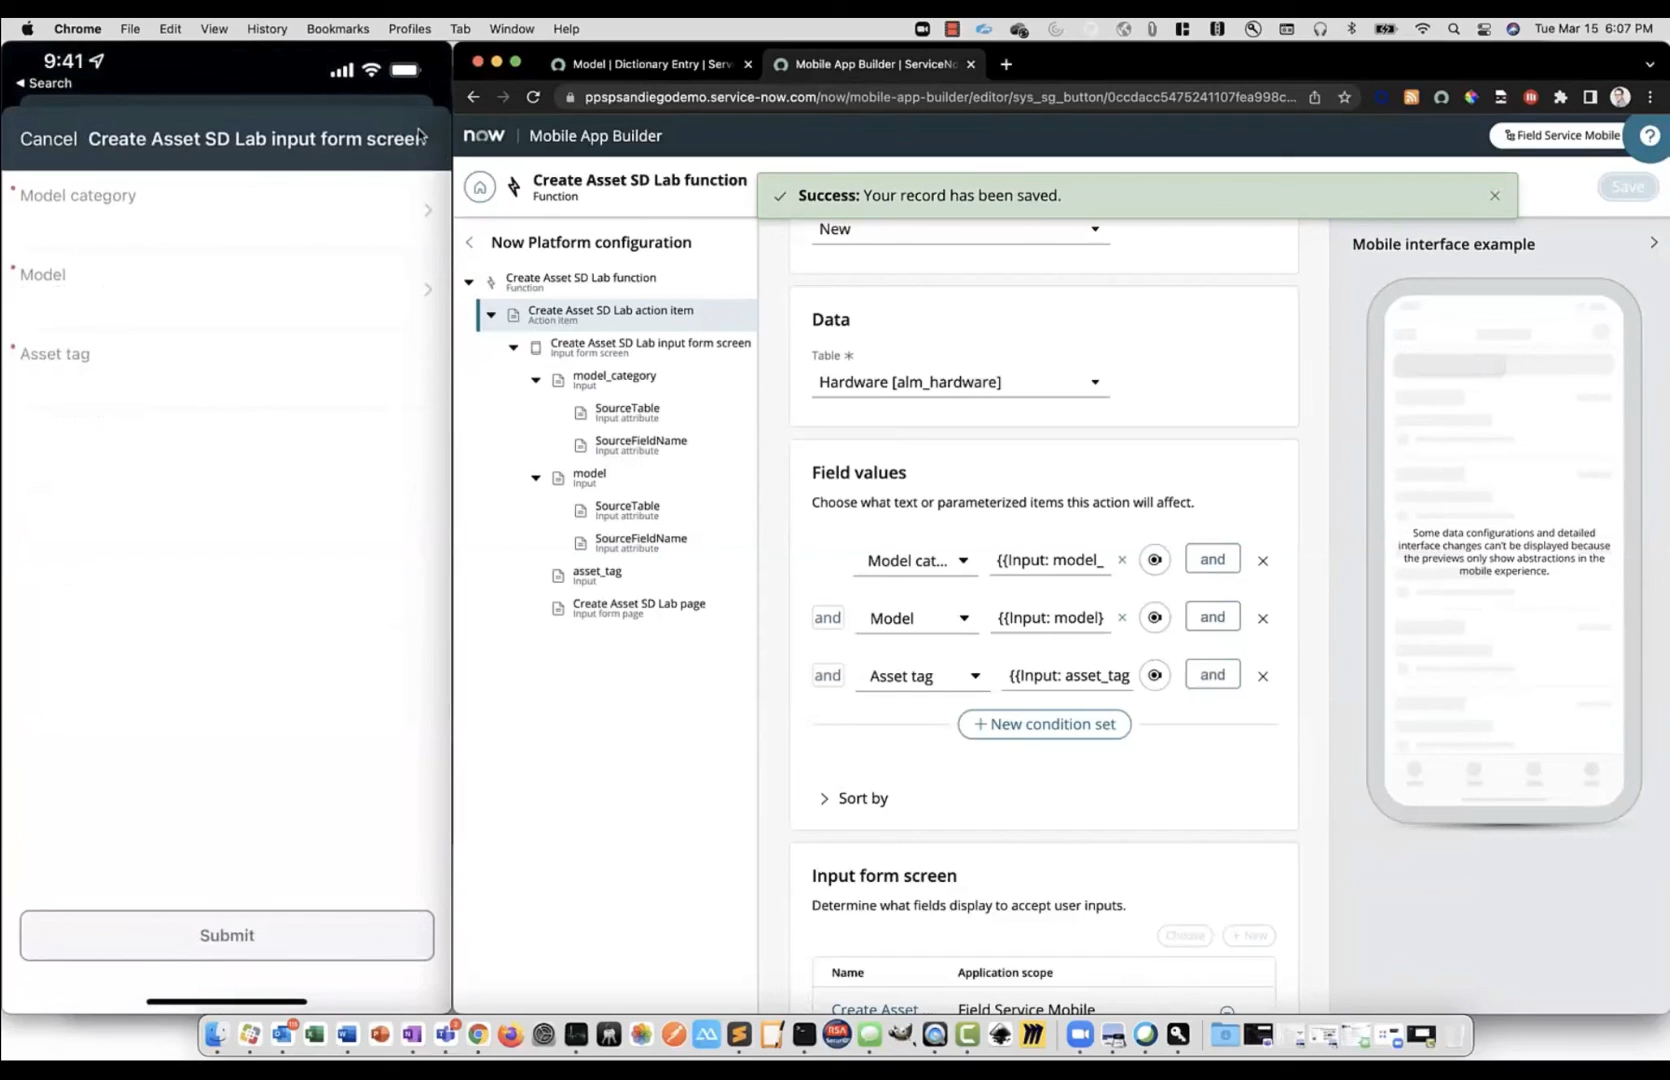 Chrome File Edit View History Bookmarks Profiles Tab Window Help
Tue Mar 15 6:07 PM
9:41
Search
Cancel Create Asset SD Lab input form screen
* Model category
* Model
* Asset tag
Submit
Model | Dictionary Entry | Serv
Mobile App Builder | ServiceNo
ppspsandiegodemo.service-now.com/now/mobile-app-builder/editor/sys_sg_button/0ccdacc5475241107fea998c...
now Mobile App Builder
Field Service Mobile
?
Create Asset SD Lab function
Function
Success: Your record has been saved.
Save
Now Platform configuration
Create Asset SD Lab function
Function
Create Asset SD Lab action item
Action item
Create Asset SD Lab input form screen
Input form screen
model_category
Input
SourceTable
Input attribute
SourceFieldName
Input attribute
model
Input
SourceTable
Input attribute
SourceFieldName
Input attribute
asset_tag
Input
Create Asset SD Lab page
Input form page
New
Data
Table *
Hardware [alm_hardware]
Field values
Choose what text or parameterized items this action will affect.
Model cat... {{Input: model_ and
and Model {{Input: model} and
and Asset tag {{Input: asset_tag and
+ New condition set
Sort by
Input form screen
Determine what fields display to accept user inputs.
Choose + New
Name Application scope
Create Asset Field Service Mobile
Mobile interface example
Some data configurations and detailed
interface changes can't be displayed because
the previews only show abstractions in the
mobile experience.
RSA